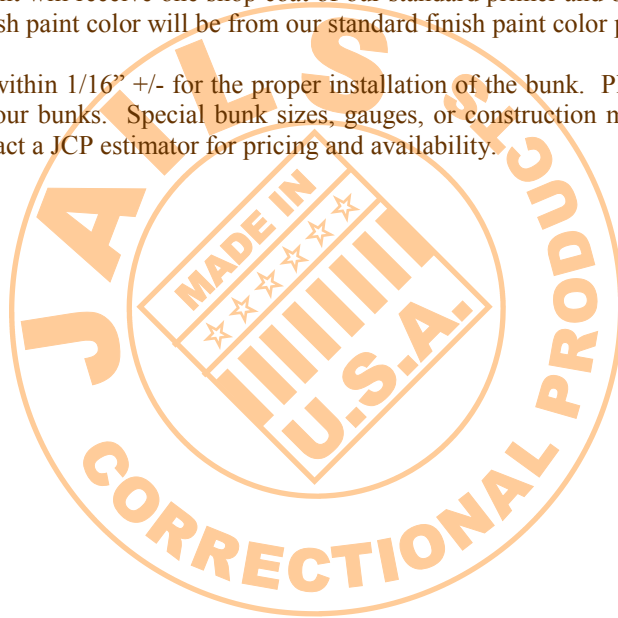 will receive one shop coat of our standard primer and
sh paint color will be from our standard finish paint color p
within 1/16” +/- for the proper installation of the bunk. Pl
our bunks. Special bunk sizes, gauges, or construction m
act a JCP estimator for pricing and availability.
JAILS
MADE IN
U.S.A.
CORRECTIONAL PRODUCTS